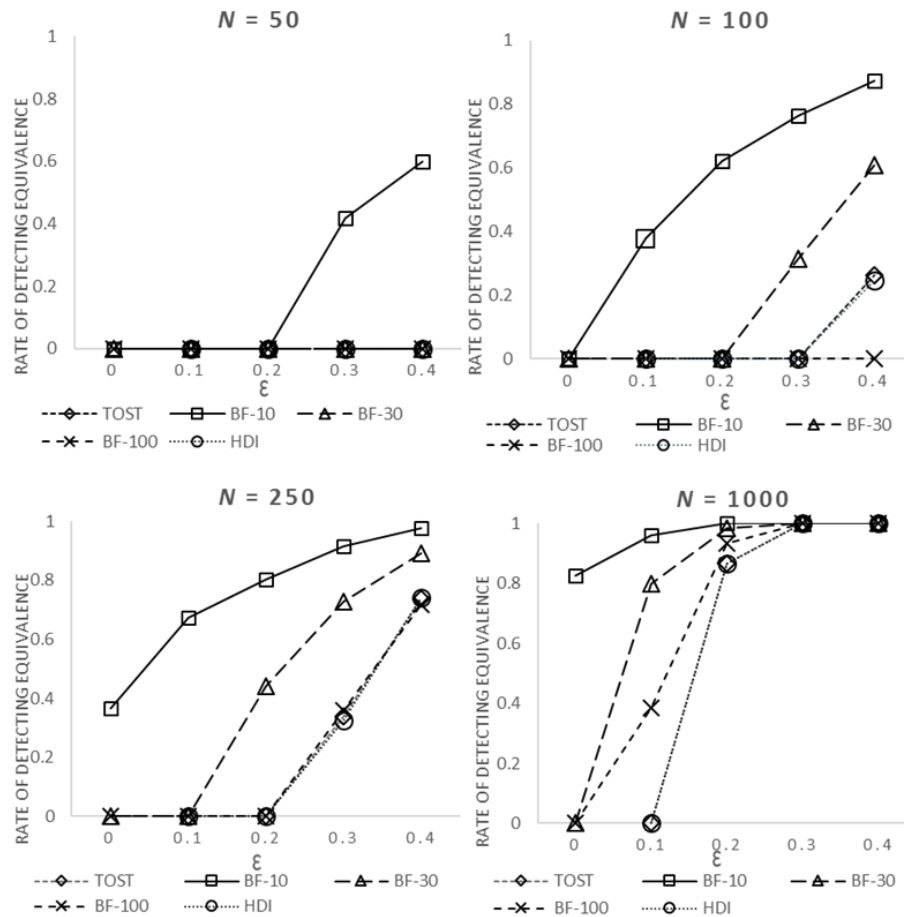 N = 50
RATE OF DETECTING EQUIVALENCE
1
0.8
0.6
0.4
0.2
0
0 0.1 0.2 0.3 0.4
ε
TOST BF-10 BF-30
BF-100 HDI
N = 100
RATE OF DETECTING EQUIVALENCE
1
0.8
0.6
0.4
0.2
0
0 0.1 0.2 0.3 0.4
ε
TOST BF-10 BF-30
BF-100 HDI
N = 250
RATE OF DETECTING EQUIVALENCE
1
0.8
0.6
0.4
0.2
0
0 0.1 0.2 0.3 0.4
ε
TOST BF-10 BF-30
BF-100 HDI
N = 1000
RATE OF DETECTING EQUIVALENCE
1
0.8
0.6
0.4
0.2
0
0 0.1 0.2 0.3 0.4
ε
TOST BF-10 BF-30
BF-100 HDI